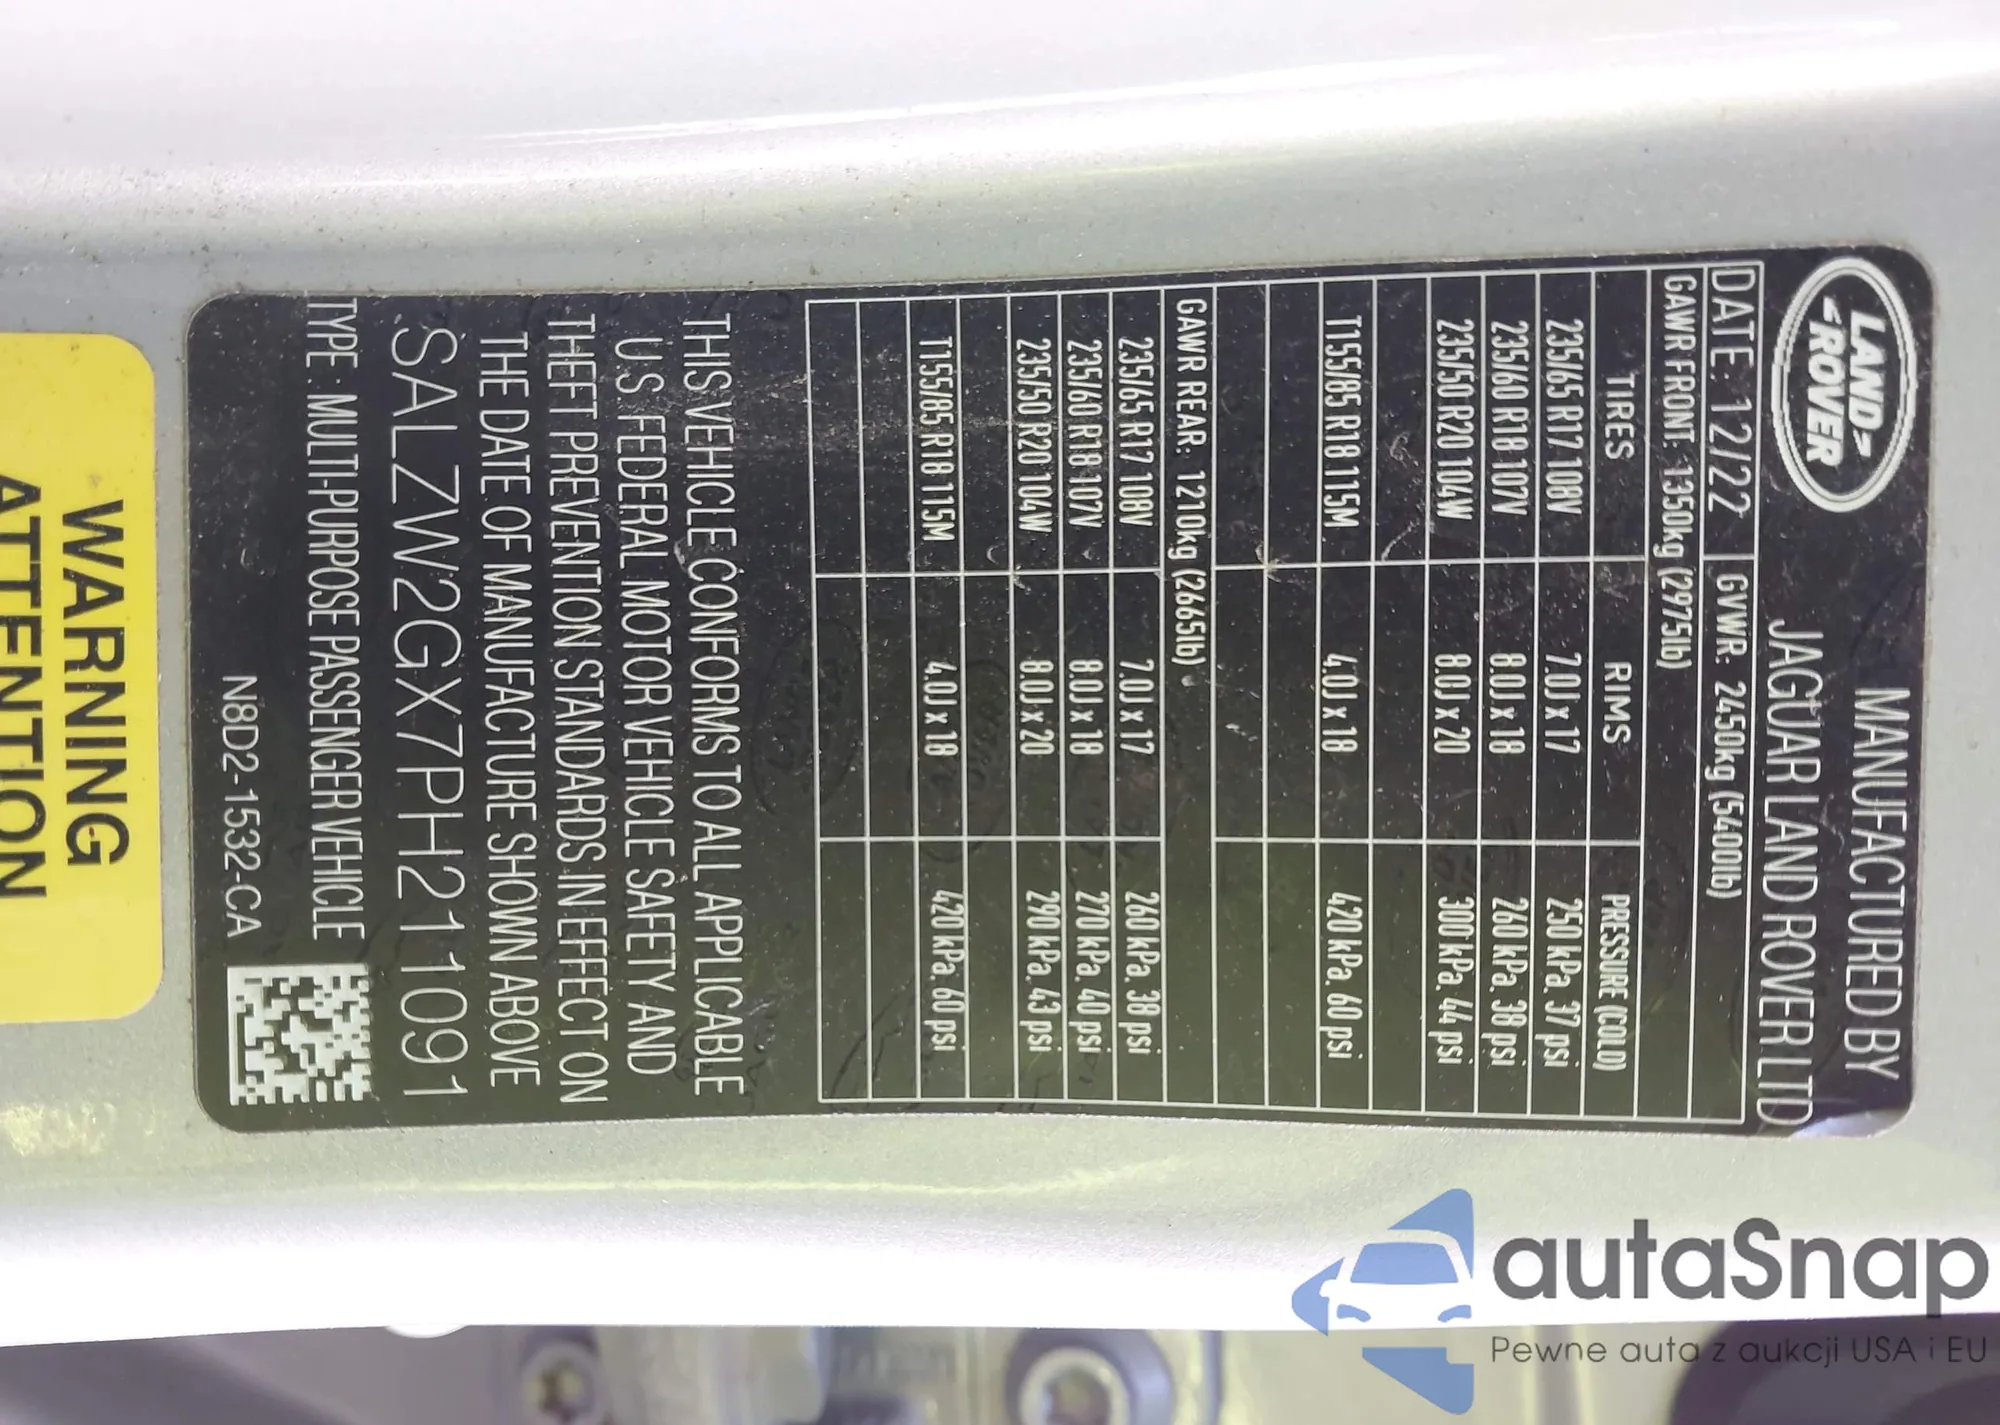 LAND
ROVER
MANUFACTURED BY
JAGUAR LAND ROVER LTD
DATE: 12/22 GVWR: 2450kg (5400lb)
GAWR FRONT: 1350kg (2975lb)
TIRES RIMS PRESSURE (COLD)
235/65 R17 108V 7.0J x 17 250 kPa. 37 psi
235/60 R18 107V 8.0J x 18 260 kPa. 38 psi
235/50 R20 104W 8.0J x 20 300 kPa. 44 psi
T155/85 R18 115M 4.0J x 18 420 kPa. 60 psi
GAWR REAR: 1210kg (2665lb)
235/65 R17 108V 7.0J x 17 260 kPa. 38 psi
235/60 R18 107V 8.0J x 18 270 kPa. 40 psi
235/50 R20 104W 8.0J x 20 290 kPa. 43 psi
T155/85 R18 115M 4.0J x 18 420 kPa. 60 psi
THIS VEHICLE CONFORMS TO ALL APPLICABLE
U.S. FEDERAL MOTOR VEHICLE SAFETY AND
THEFT PREVENTION STANDARDS IN EFFECT ON
THE DATE OF MANUFACTURE SHOWN ABOVE
SALZW2GX7PH211091
TYPE : MULTI-PURPOSE PASSENGER VEHICLE
N8D2-1532-CA
WARNING
ATTENTION
autaSnap
Pewne auta z aukcji USA i EU